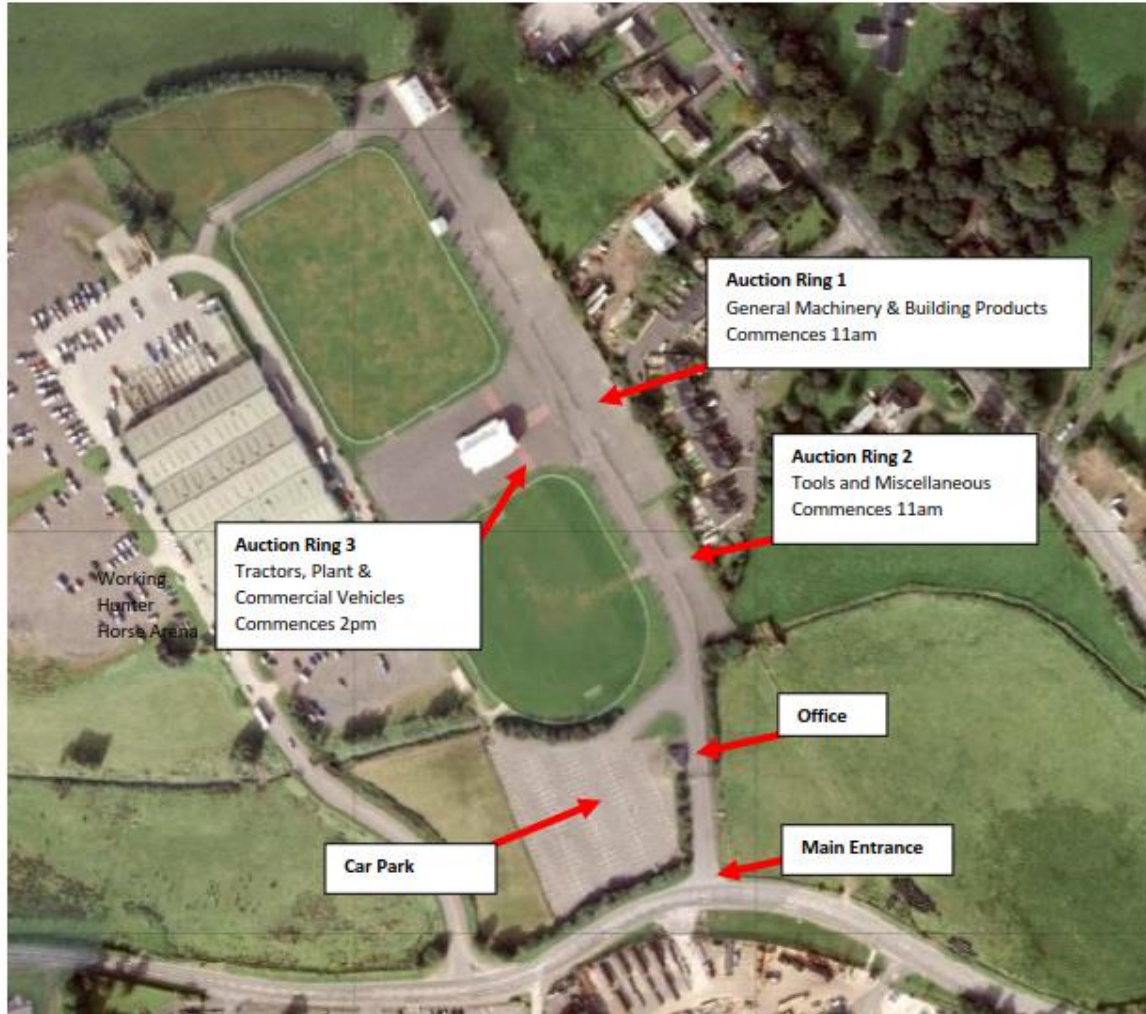 Auction Ring 1
General Machinery & Building Products
Commences 11am
Auction Ring 2
Tools and Miscellaneous
Commences 11am
Auction Ring 3
Tractors, Plant &
Commercial Vehicles
Commences 2pm
Working
Hunter
Horse Arena
Office
Main Entrance
Car Park